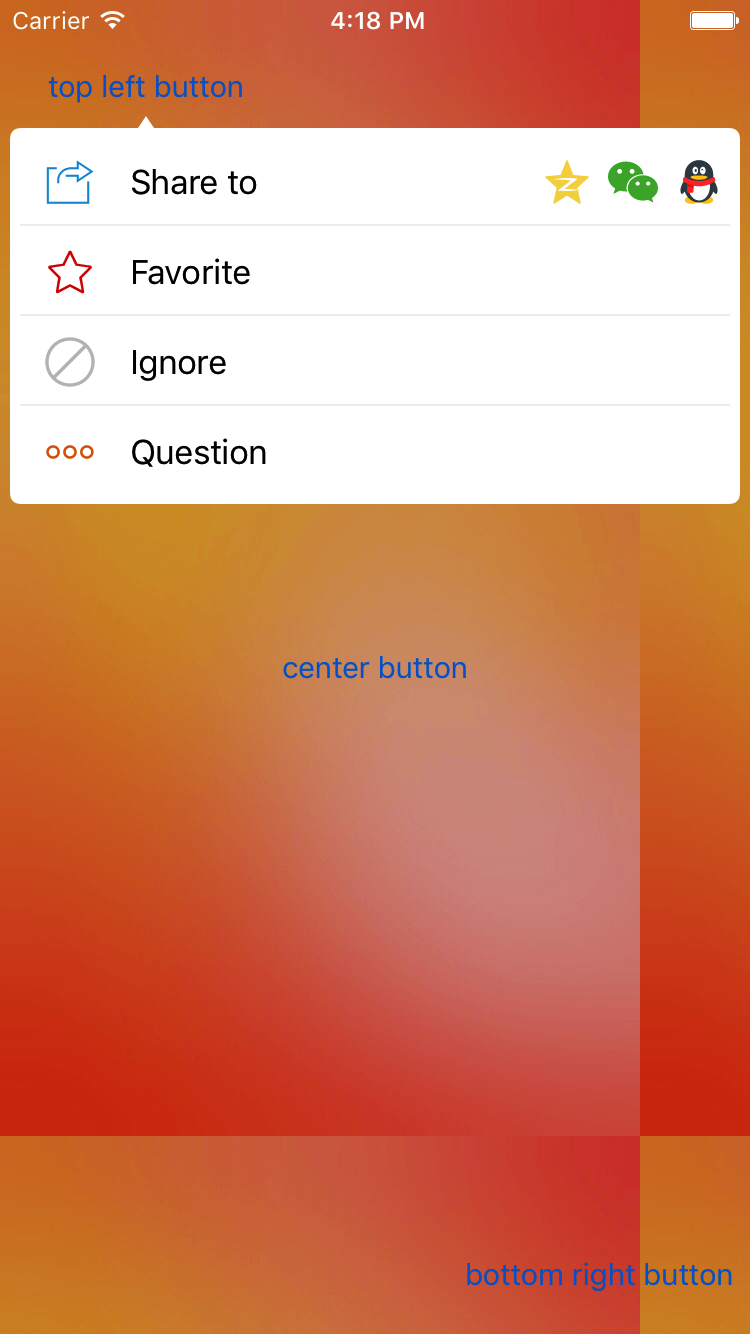 Carrier 4:18 PM
top left button
Share to
Favorite
Ignore
Question
center button
bottom right button